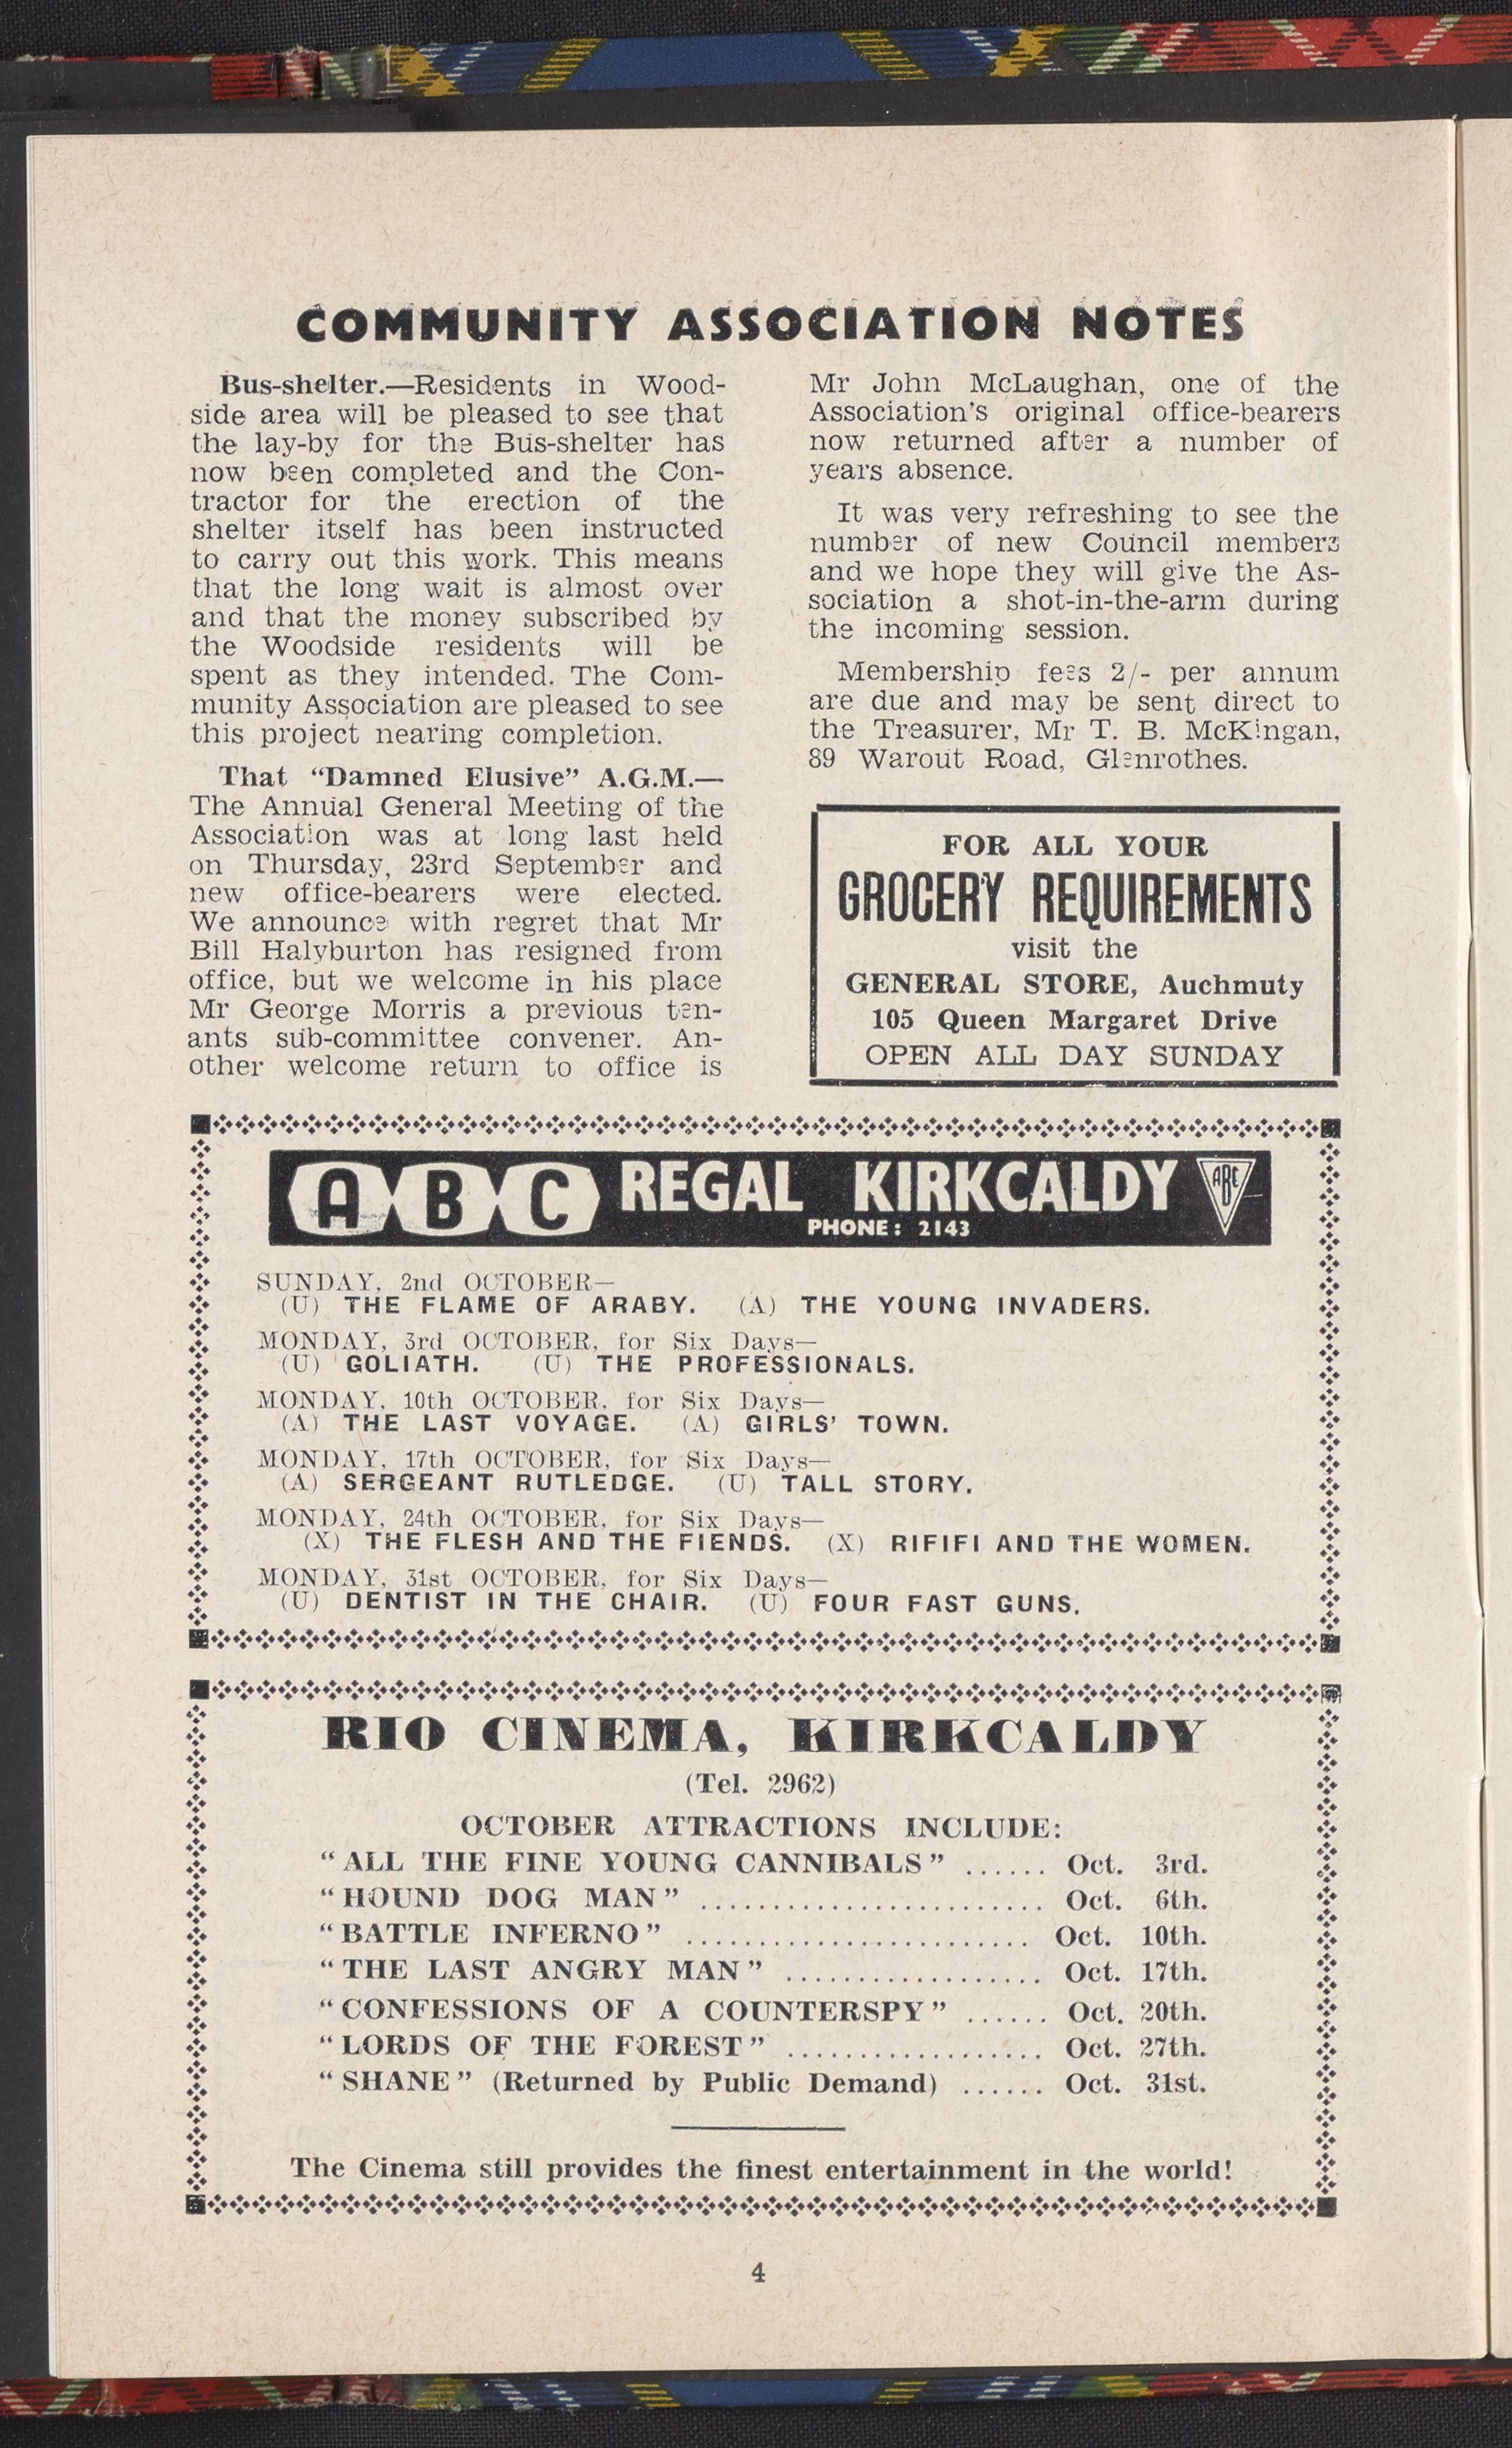 COMMUNITY ASSOCIATION NOTES
Bus-shelter.—Residents in Wood-
side area will be pleased to see that
the lay-by for the Bus-shelter has
now been completed and the Con-
tractor for the erection of the
shelter itself has been instructed
to carry out this work. This means
that the long wait is almost over
and that the money subscribed by
the Woodside residents will be
spent as they intended. The Com-
munity Association are pleased to see
this project nearing completion.
That “Damned Elusive” A.G.M.—
The Annual General Meeting of the
Association was at long last held
on Thursday, 23rd September and
new office-bearers were elected.
We announce with regret that Mr
Bill Halyburton has resigned from
office, but we welcome in his place
Mr George Morris a previous ten-
ants sub-committee convener. An-
other welcome return to office is
Mr John McLaughan, one of the
Association's original office-bearers
now returned after a number of
years absence.
It was very refreshing to see the
number of new Council members
and we hope they will give the As-
sociation a shot-in-the-arm during
the incoming session.
Membership fees 2/- per annum
are due and may be sent direct to
the Treasurer, Mr T. B. McKingan,
89 Warout Road, Glenrothes.
FOR ALL YOUR
GROCERY REQUIREMENTS
visit the
GENERAL STORE, Auchmuty
105 Queen Margaret Drive
OPEN ALL DAY SUNDAY
ABC REGAL KIRKCALDY ABC
PHONE: 2143
SUNDAY, 2nd OCTOBER—
(U) THE FLAME OF ARABY. (A) THE YOUNG INVADERS.
MONDAY, 3rd OCTOBER, for Six Days—
(U) GOLIATH. (U) THE PROFESSIONALS.
MONDAY, 10th OCTOBER, for Six Days—
(A) THE LAST VOYAGE. (A) GIRLS' TOWN.
MONDAY, 17th OCTOBER, for Six Days—
(A) SERGEANT RUTLEDGE. (U) TALL STORY.
MONDAY, 24th OCTOBER, for Six Days—
(X) THE FLESH AND THE FIENDS. (X) RIFIFI AND THE WOMEN.
MONDAY, 31st OCTOBER, for Six Days—
(U) DENTIST IN THE CHAIR. (U) FOUR FAST GUNS.
RIO CINEMA, KIRKCALDY
(Tel. 2962)
OCTOBER ATTRACTIONS INCLUDE:
“ALL THE FINE YOUNG CANNIBALS” ...... Oct. 3rd.
“HOUND DOG MAN” ........................ Oct. 6th.
“BATTLE INFERNO” ........................ Oct. 10th.
“THE LAST ANGRY MAN” .................. Oct. 17th.
“CONFESSIONS OF A COUNTERSPY” ...... Oct. 20th.
“LORDS OF THE FOREST” .................. Oct. 27th.
“SHANE” (Returned by Public Demand) ...... Oct. 31st.
The Cinema still provides the finest entertainment in the world!
4